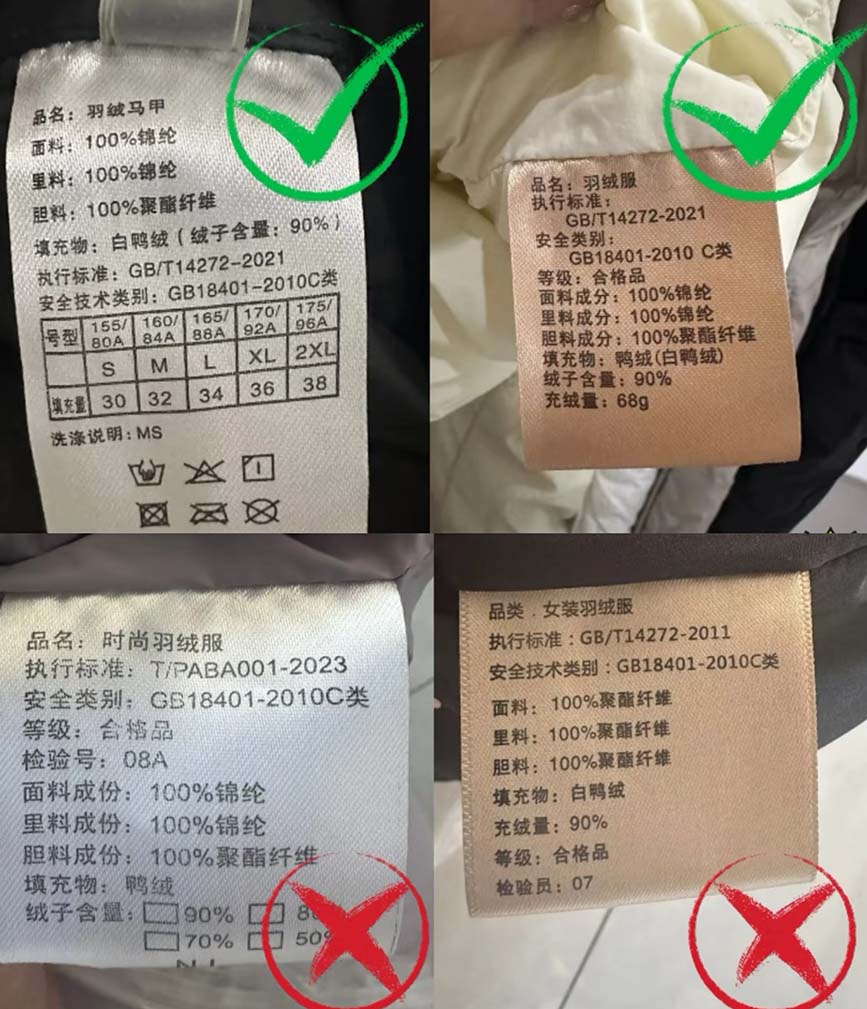 品名：羽绒马甲
面料：100%锦纶
里料：100%锦纶
胆料：100%聚酯纤维
填充物：白鸭绒（绒子含量：90%）
执行标准：GB/T14272-2021
安全技术类别：GB18401-2010C类
号型 155/80A 160/84A 165/88A 170/92A 175/96A
S M L XL 2XL
填充量 30 32 34 36 38
洗涤说明：MS
品名：羽绒服
执行标准：
GB/T14272-2021
安全类别：
GB18401-2010 C类
等级：合格品
面料成分：100%锦纶
里料成分：100%锦纶
胆料成分：100%聚酯纤维
填充物：鸭绒(白鸭绒)
绒子含量：90%
充绒量：68g
品名：时尚羽绒服
执行标准：T/PABA001-2023
安全类别：GB18401-2010C类
等级：合格品
检验号：08A
面料成份：100%锦纶
里料成份：100%锦纶
胆料成份：100%聚酯纤维
填充物：鸭绒
绒子含量：□90% □
□70% □50%
品类．女装羽绒服
执行标准：GB/T14272-2011
安全技术类别：GB18401-2010C类
面料：100%聚酯纤维
里料：100%聚酯纤维
胆料：100%聚酯纤维
填充物：白鸭绒
充绒量：90%
等级：合格品
检验员：07